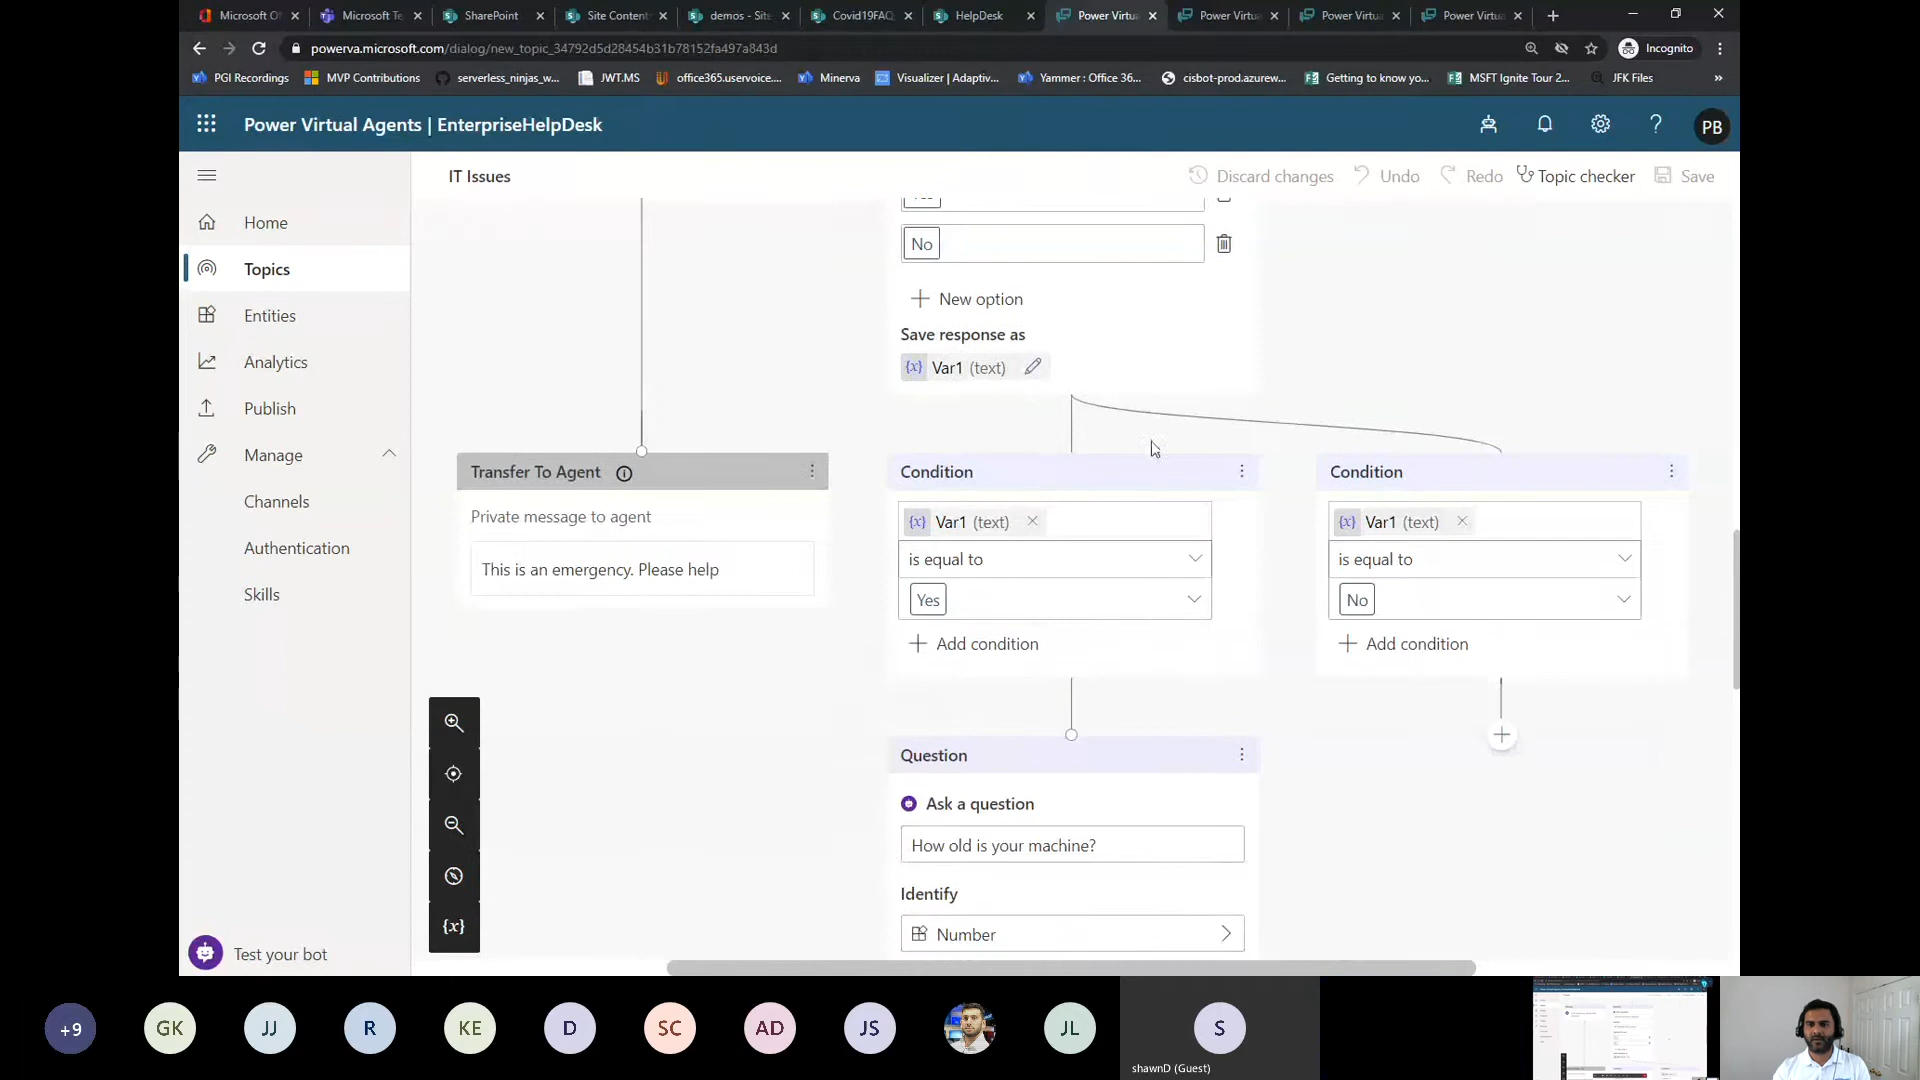 Microsoft Of
Microsoft Te
SharePoint
Site Content
demos - Site
Covid19FAQ
HelpDesk
Power Virtu
Power Virtu
Power Virtu
Power Virtu
powerva.microsoft.com/dialog/new_topic_34792d5d28454b31b78152fa497a843d
Incognito
PGI Recordings
MVP Contributions
serverless_ninjas_w...
JWT.MS
office365.uservoice....
Minerva
Visualizer | Adaptiv...
Yammer : Office 36...
cisbot-prod.azurew...
Getting to know yo...
MSFT Ignite Tour 2...
JFK Files
»
Power Virtual Agents | EnterpriseHelpDesk
PB
IT Issues
Discard changes
Undo
Redo
Topic checker
Save
Home
Topics
Entities
Analytics
Publish
Manage
Channels
Authentication
Skills
Test your bot
No
New option
Save response as
{x} Var1 (text)
Transfer To Agent
Private message to agent
This is an emergency. Please help
Condition
{x} Var1 (text)
is equal to
Yes
Add condition
Condition
{x} Var1 (text)
is equal to
No
Add condition
Question
Ask a question
How old is your machine?
Identify
Number
{x}
+9
GK
JJ
R
KE
D
SC
AD
JS
JL
S
shawnD (Guest)